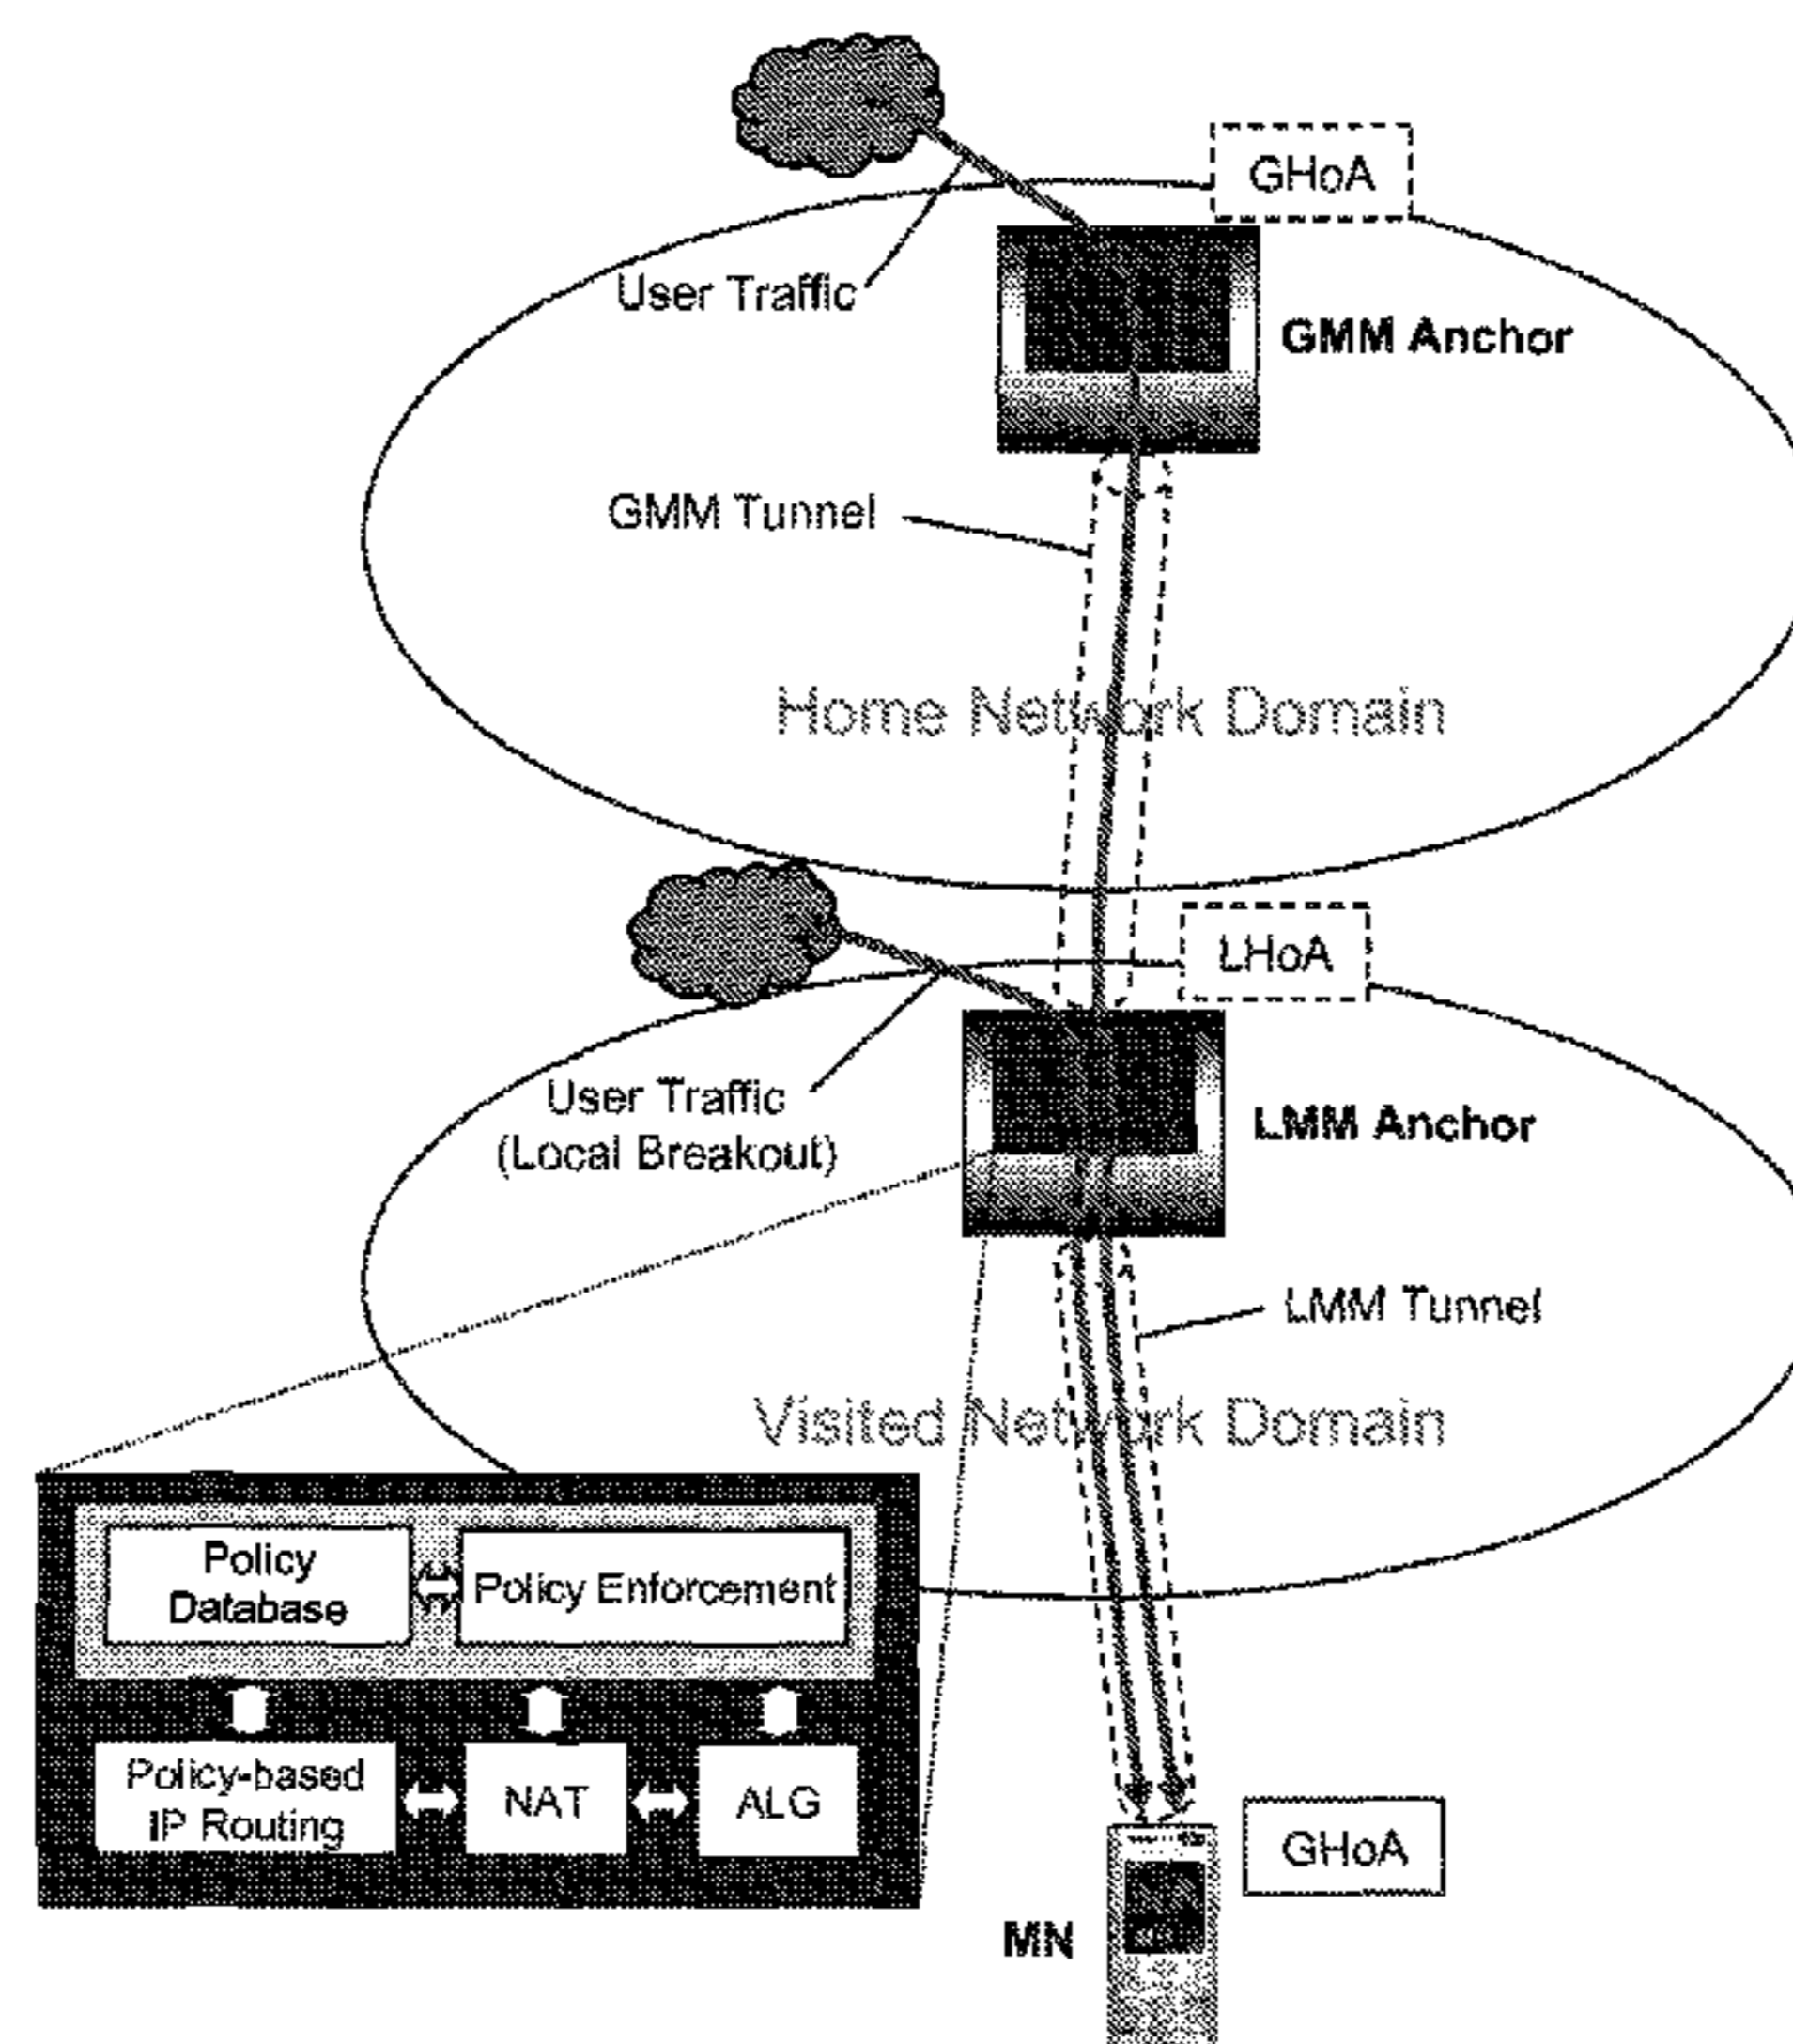 GHoA
User Traffic
GMM Anchor
GMM Tunnel
Home Network Domain
LHoA
User Traffic
(Local Breakout)
LMM Anchor
LMM Tunnel
Visited Network Domain
Policy
Database
Policy Enforcement
Policy-based
IP Routing
NAT
ALG
GHoA
MN